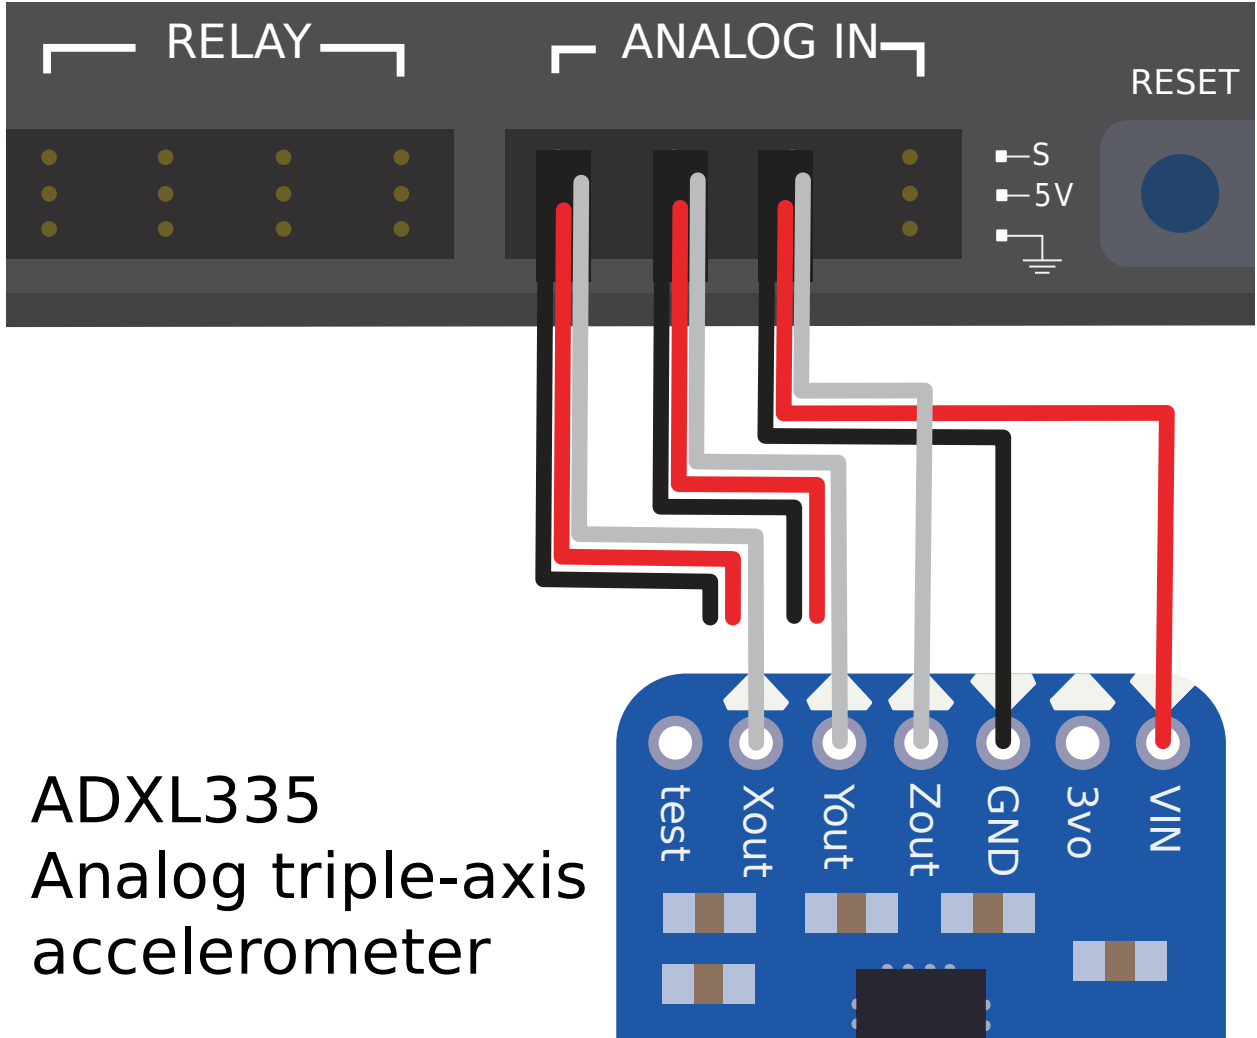 RELAY
ANALOG IN
RESET
S
5V
ADXL335
Analog triple-axis
accelerometer
test
Xout
Yout
Zout
GND
3vo
VIN